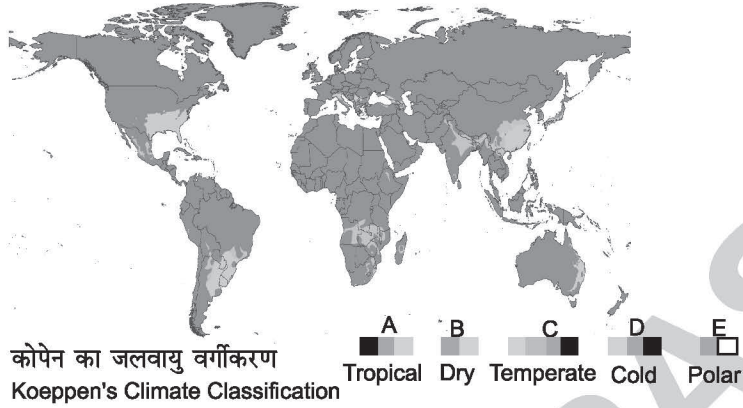 A B C D E
कोपेन का जलवायु वर्गीकरण
Tropical Dry Temperate Cold Polar
Koeppen's Climate Classification